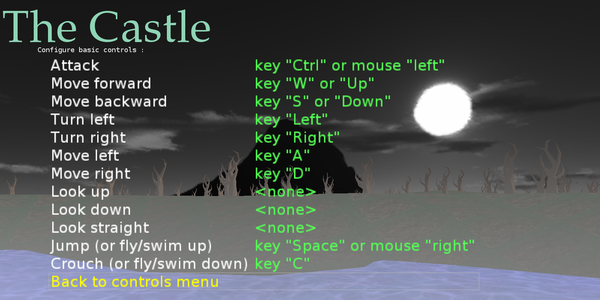 The Castle
Configure basic controls :
Attack key "Ctrl" or mouse "left"
Move forward key "W" or "Up"
Move backward key "S" or "Down"
Turn left key "Left"
Turn right key "Right"
Move left key "A"
Move right key "D"
Look up <none>
Look down <none>
Look straight <none>
Jump (or fly/swim up) key "Space" or mouse "right"
Crouch (or fly/swim down) key "C"
Back to controls menu